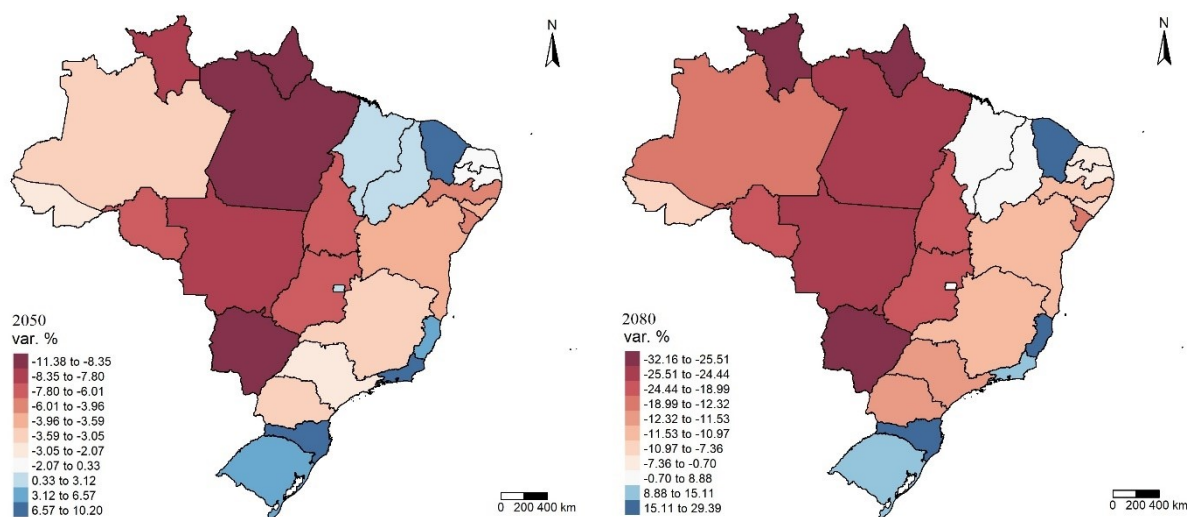 N
2050
var. %
-11.38 to -8.35
-8.35 to -7.80
-7.80 to -6.01
-6.01 to -3.96
-3.96 to -3.59
-3.59 to -3.05
-3.05 to -2.07
-2.07 to 0.33
0.33 to 3.12
3.12 to 6.57
6.57 to 10.20
0 200 400 km
N
2080
var. %
-32.16 to -25.51
-25.51 to -24.44
-24.44 to -18.99
-18.99 to -12.32
-12.32 to -11.53
-11.53 to -10.97
-10.97 to -7.36
-7.36 to -0.70
-0.70 to 8.88
8.88 to 15.11
15.11 to 29.39
0 200 400 km